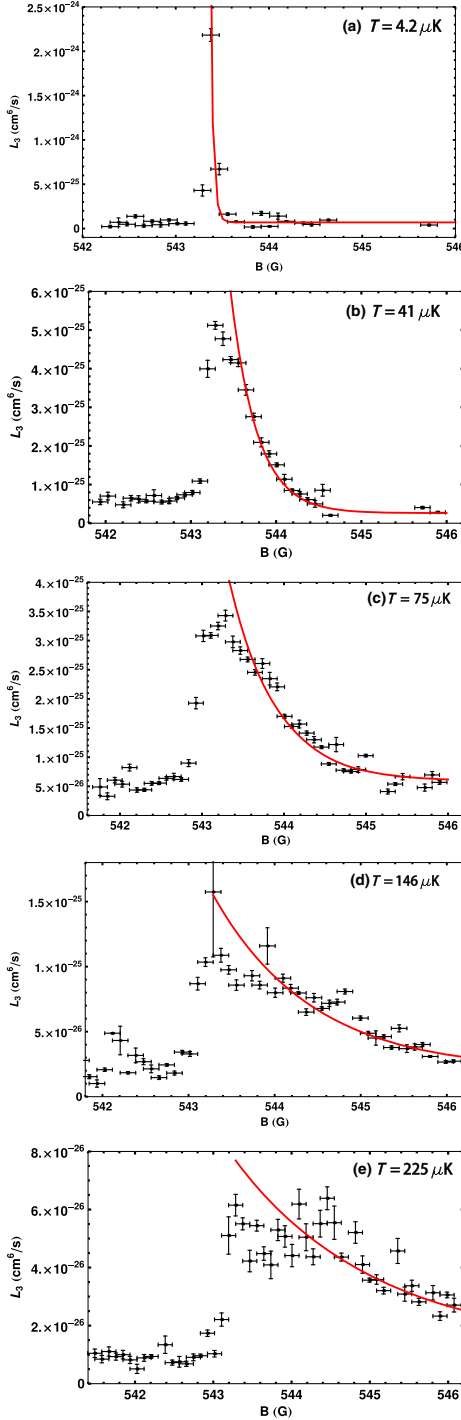 (a) T = 4.2 μK
2.5×10⁻²⁴
2.×10⁻²⁴
1.5×10⁻²⁴
1.×10⁻²⁴
5.×10⁻²⁵
0
L₃ (cm⁶/s)
542 543 544 545 546
B (G)
(b) T = 41 μK
6.×10⁻²⁵
5.×10⁻²⁵
4.×10⁻²⁵
3.×10⁻²⁵
2.×10⁻²⁵
1.×10⁻²⁵
0
L₃ (cm⁶/s)
542 543 544 545 546
B (G)
(c) T = 75 μK
4.×10⁻²⁵
3.5×10⁻²⁵
3.×10⁻²⁵
2.5×10⁻²⁵
2.×10⁻²⁵
1.5×10⁻²⁵
1.×10⁻²⁵
5.×10⁻²⁶
0
L₃ (cm⁶/s)
542 543 544 545 546
B (G)
(d) T = 146 μK
1.5×10⁻²⁵
1.×10⁻²⁵
5.×10⁻²⁶
0
L₃ (cm⁶/s)
542 543 544 545 546
B (G)
(e) T = 225 μK
8.×10⁻²⁶
6.×10⁻²⁶
4.×10⁻²⁶
2.×10⁻²⁶
0
L₃ (cm⁶/s)
542 543 544 545 546
B (G)